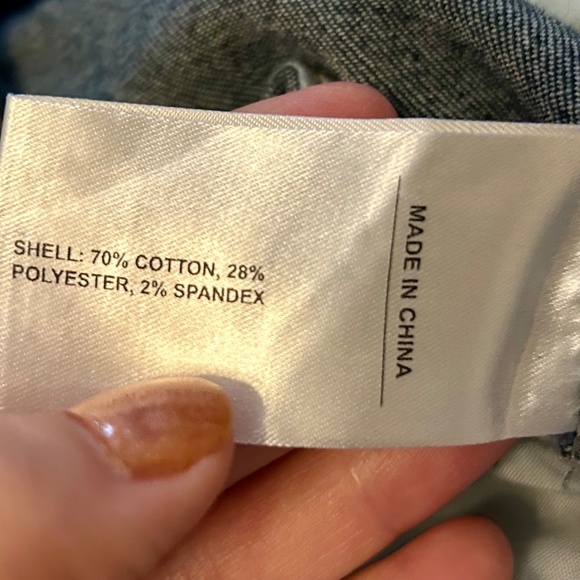 SHELL: 70% COTTON, 28%
POLYESTER, 2% SPANDEX
MADE IN CHINA